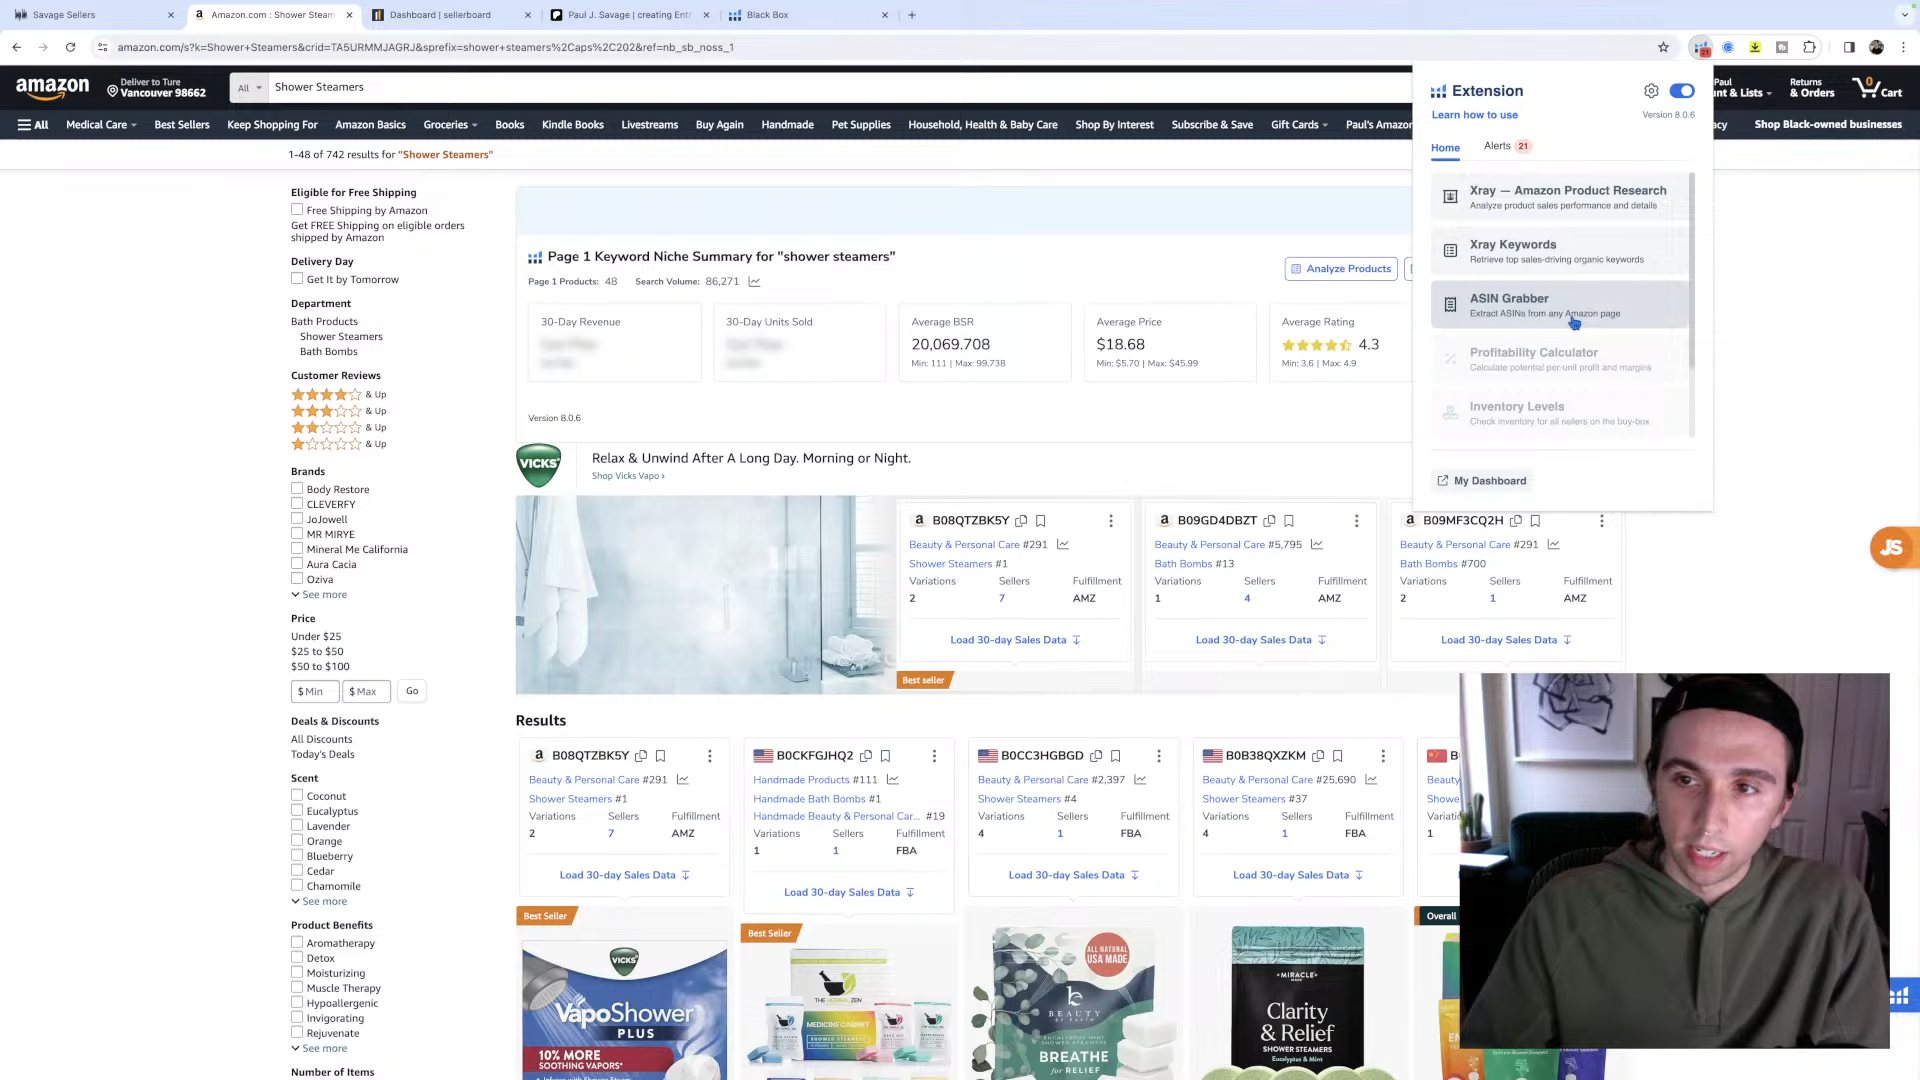 Savage Sellers
Amazon.com : Shower Steam
Dashboard | sellerboard
Paul J. Savage | creating Entr
Black Box
amazon.com/s?k=Shower+Steamers&crid=TA5URMMJAGRJ&sprefix=shower+steamers%2Caps%2C202&ref=nb_sb_noss_1
amazon
Deliver to Ture
Vancouver 98662
All
Shower Steamers
Paul
nt & Lists
Returns
& Orders
0
Cart
All
Medical Care
Best Sellers
Keep Shopping For
Amazon Basics
Groceries
Books
Kindle Books
Livestreams
Buy Again
Handmade
Pet Supplies
Household, Health & Baby Care
Shop By Interest
Subscribe & Save
Gift Cards
Paul's Amazor
acy
Shop Black-owned businesses
1-48 of 742 results for "Shower Steamers"
Extension
Learn how to use
Version 8.0.6
Home
Alerts 21
Xray — Amazon Product Research
Analyze product sales performance and details
Xray Keywords
Retrieve top sales-driving organic keywords
ASIN Grabber
Extract ASINs from any Amazon page
Profitability Calculator
Calculate potential per-unit profit and margins
Inventory Levels
Check inventory for all sellers on the buy-box
My Dashboard
Eligible for Free Shipping
Free Shipping by Amazon
Get FREE Shipping on eligible orders
shipped by Amazon
Delivery Day
Get It by Tomorrow
Department
Bath Products
Shower Steamers
Bath Bombs
Customer Reviews
& Up
& Up
& Up
& Up
Brands
Body Restore
CLEVERFY
JoJowell
MR MIRYE
Mineral Me California
Aura Cacia
Oziva
See more
Price
Under $25
$25 to $50
$50 to $100
$ Min
$ Max
Go
Deals & Discounts
All Discounts
Today's Deals
Scent
Coconut
Eucalyptus
Lavender
Orange
Blueberry
Cedar
Chamomile
See more
Product Benefits
Aromatherapy
Detox
Moisturizing
Muscle Therapy
Hypoallergenic
Invigorating
Rejuvenate
See more
Number of Items
Page 1 Keyword Niche Summary for "shower steamers"
Page 1 Products: 48
Search Volume: 86,271
Analyze Products
30-Day Revenue
30-Day Units Sold
Average BSR
20,069.708
Min: 111 | Max: 99,738
Average Price
$18.68
Min: $5.70 | Max: $45.99
Average Rating
4.3
Min: 3.6 | Max: 4.9
Version 8.0.6
VICKS
Relax & Unwind After A Long Day. Morning or Night.
Shop Vicks Vapo ›
B08QTZBK5Y
Beauty & Personal Care #291
Shower Steamers #1
Variations Sellers Fulfillment
2 7 AMZ
Load 30-day Sales Data
Best seller
B09GD4DBZT
Beauty & Personal Care #5,795
Bath Bombs #13
Variations Sellers Fulfillment
1 4 AMZ
Load 30-day Sales Data
B09MF3CQ2H
Beauty & Personal Care #291
Bath Bombs #700
Variations Sellers Fulfillment
2 1 AMZ
Load 30-day Sales Data
JS
Results
B08QTZBK5Y
Beauty & Personal Care #291
Shower Steamers #1
Variations Sellers Fulfillment
2 7 AMZ
Load 30-day Sales Data
Best Seller
VICKS
VapoShower
PLUS
10% MORE
SOOTHING VAPORS
B0CKFGJHQ2
Handmade Products #111
Handmade Bath Bombs #1
Handmade Beauty & Personal Car... #19
Variations Sellers Fulfillment
1 1 FBA
Load 30-day Sales Data
Best Seller
THE HERBAL ZEN
MEDICINE CABINET
SHOWER STEAMERS
B0CC3HGBGD
Beauty & Personal Care #2,397
Shower Steamers #4
Variations Sellers Fulfillment
4 1 FBA
Load 30-day Sales Data
ALL NATURAL
USA MADE
BEAUTY
BY EARTH
EUCALYPTUS MINT
SHOWER STEAMERS
BREATHE
for RELIEF
B0B38QXZKM
Beauty & Personal Care #25,690
Shower Steamers #37
Variations Sellers Fulfillment
4 1 FBA
Load 30-day Sales Data
MIRACLE
Clarity
& Relief
SHOWER STEAMERS
Eucalyptus & Mint
B
Beauty
Showe
Variati
1
Overall